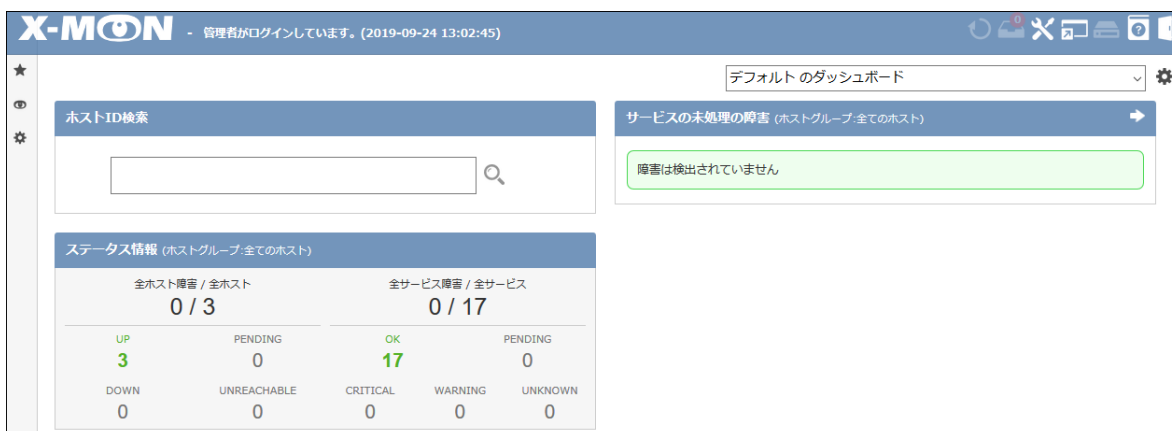 X-MON - 管理者がログインしています。(2019-09-24 13:02:45)
0
デフォルト のダッシュボード
ホストID検索
サービスの未処理の障害 (ホストグループ:全てのホスト)
障害は検出されていません
ステータス情報 (ホストグループ:全てのホスト)
全ホスト障害 / 全ホスト
0 / 3
全サービス障害 / 全サービス
0 / 17
UP
3
PENDING
0
OK
17
PENDING
0
DOWN
0
UNREACHABLE
0
CRITICAL
0
WARNING
0
UNKNOWN
0